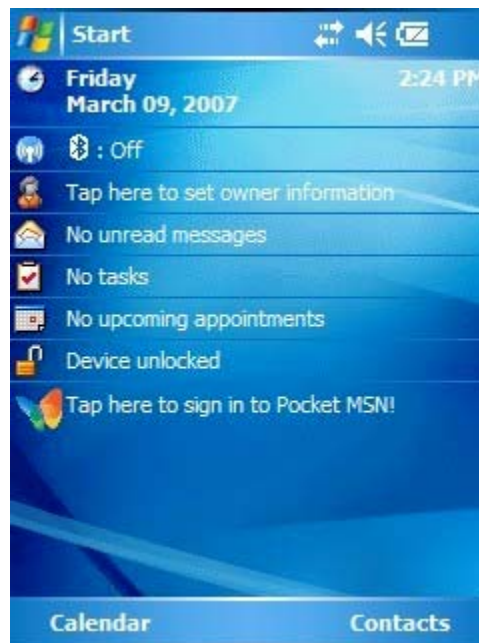 Start
Friday 2:24 PM
March 09, 2007
: Off
Tap here to set owner information
No unread messages
No tasks
No upcoming appointments
Device unlocked
Tap here to sign in to Pocket MSN!
Calendar Contacts